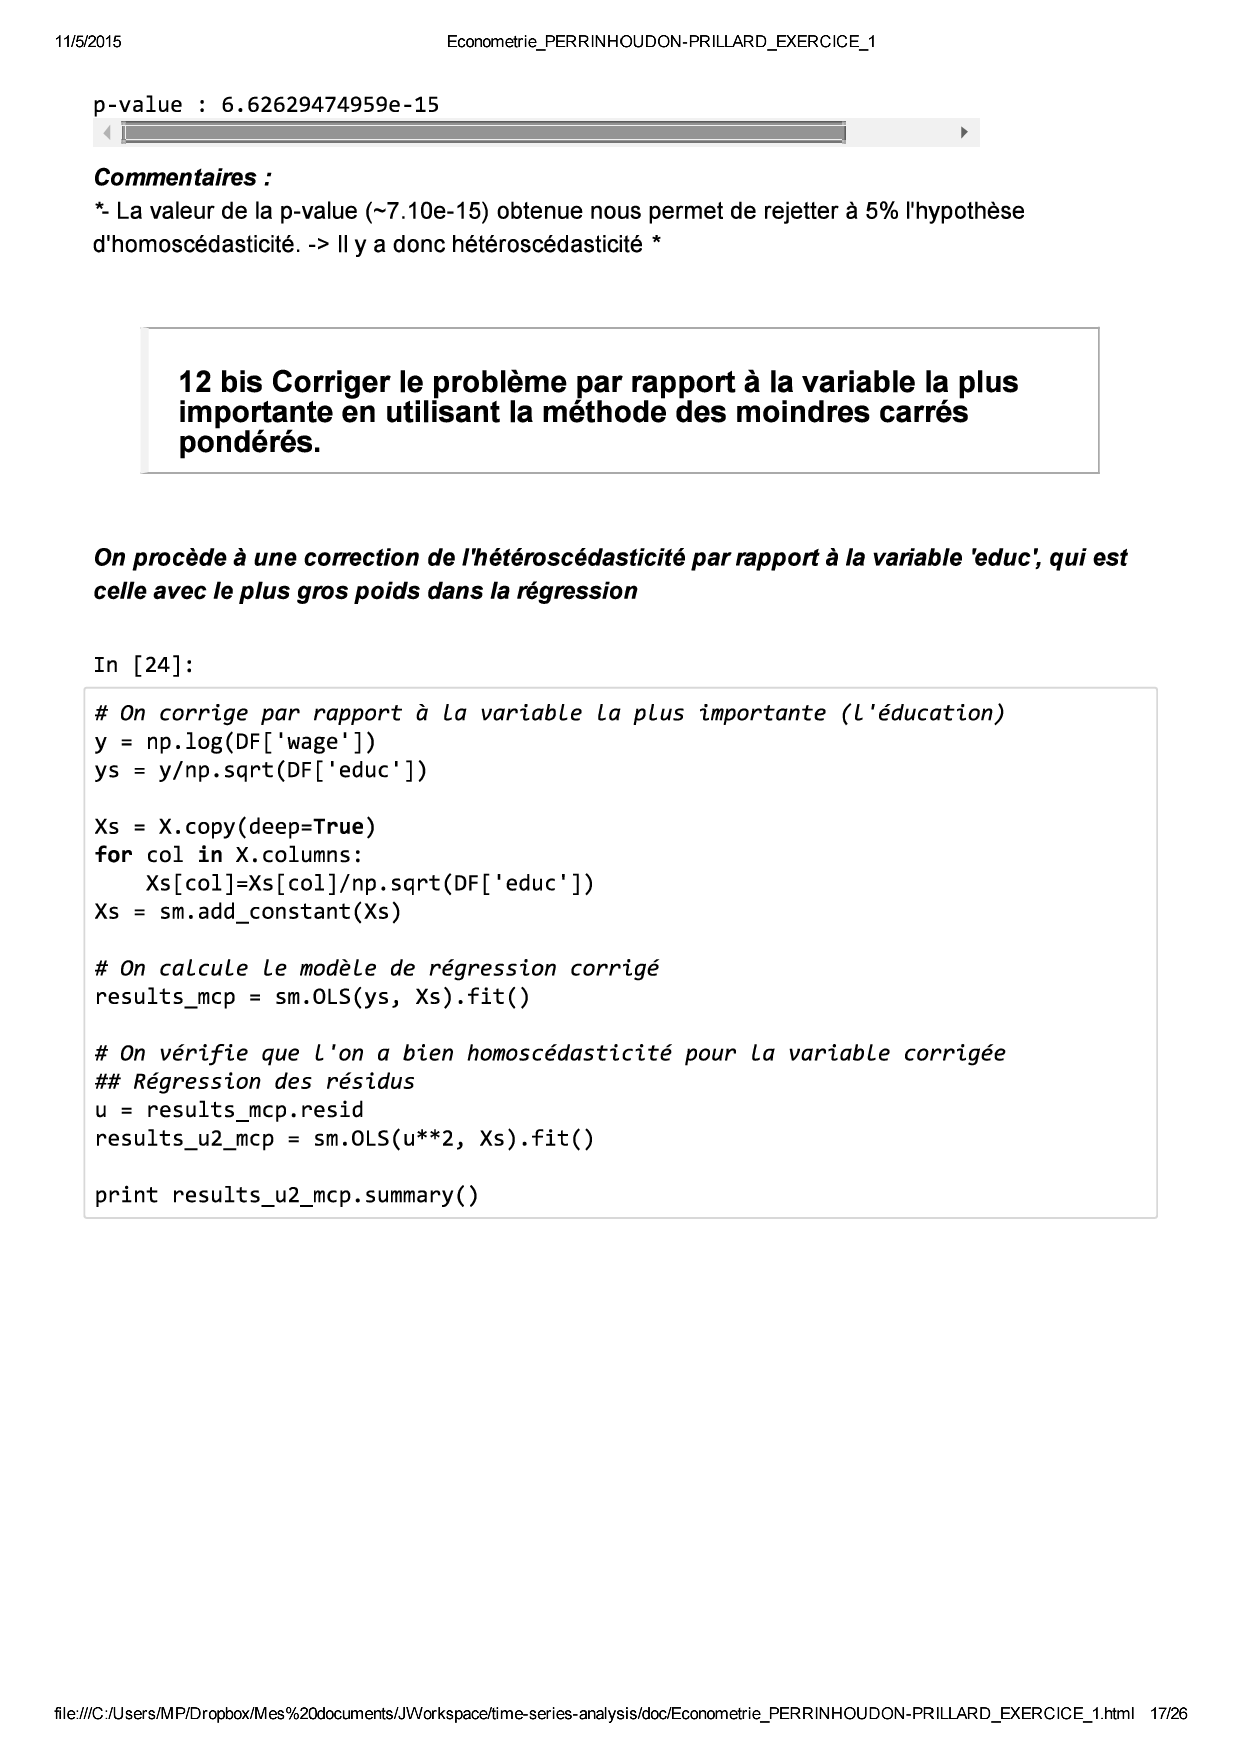 11/5/2015 Econometrie_PERRINHOUDON-PRILLARD_EXERCICE_1
p-value : 6.62629474959e-15
Commentaires :
*- La valeur de la p-value (~7.10e-15) obtenue nous permet de rejetter à 5% l'hypothèse
d'homoscédasticité. -> Il y a donc hétéroscédasticité *
12 bis Corriger le problème par rapport à la variable la plus
importante en utilisant la méthode des moindres carrés
pondérés.
On procède à une correction de l'hétéroscédasticité par rapport à la variable 'educ', qui est
celle avec le plus gros poids dans la régression
In [24]:
# On corrige par rapport à la variable la plus importante (l'éducation)
y = np.log(DF['wage'])
ys = y/np.sqrt(DF['educ'])
Xs = X.copy(deep=True)
for col in X.columns:
    Xs[col]=Xs[col]/np.sqrt(DF['educ'])
Xs = sm.add_constant(Xs)
# On calcule le modèle de régression corrigé
results_mcp = sm.OLS(ys, Xs).fit()
# On vérifie que l'on a bien homoscédasticité pour la variable corrigée
## Régression des résidus
u = results_mcp.resid
results_u2_mcp = sm.OLS(u**2, Xs).fit()
print results_u2_mcp.summary()
file:///C:/Users/MP/Dropbox/Mes%20documents/JWorkspace/time-series-analysis/doc/Econometrie_PERRINHOUDON-PRILLARD_EXERCICE_1.html 17/26